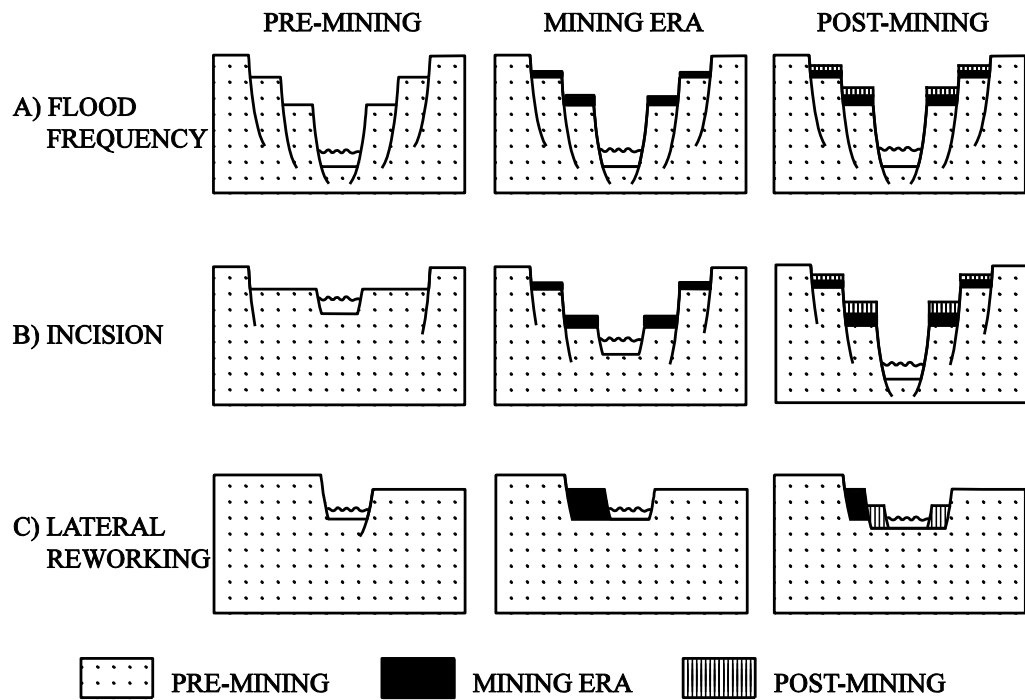 PRE-MINING MINING ERA POST-MINING
A) FLOOD
FREQUENCY
B) INCISION
C) LATERAL
REWORKING
PRE-MINING MINING ERA POST-MINING